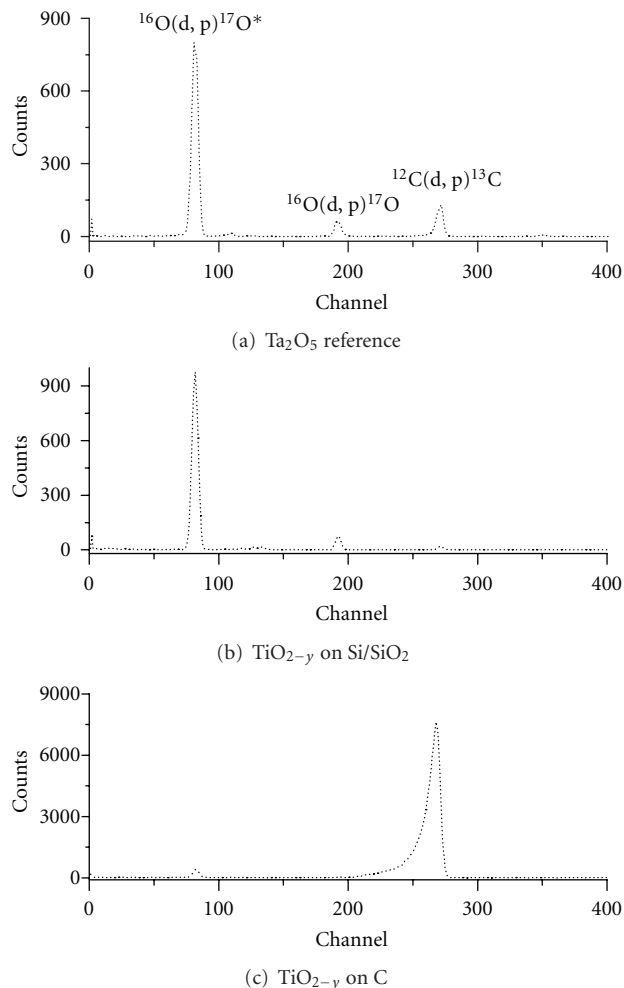 900
¹⁶O(d, p)¹⁷O*
600
Counts
300
¹²C(d, p)¹³C
¹⁶O(d, p)¹⁷O
0
0 100 200 300 400
Channel
(a) Ta₂O₅ reference
900
600
Counts
300
0
0 100 200 300 400
Channel
(b) TiO₂₋y on Si/SiO₂
9000
6000
Counts
3000
0
0 100 200 300 400
Channel
(c) TiO₂₋y on C